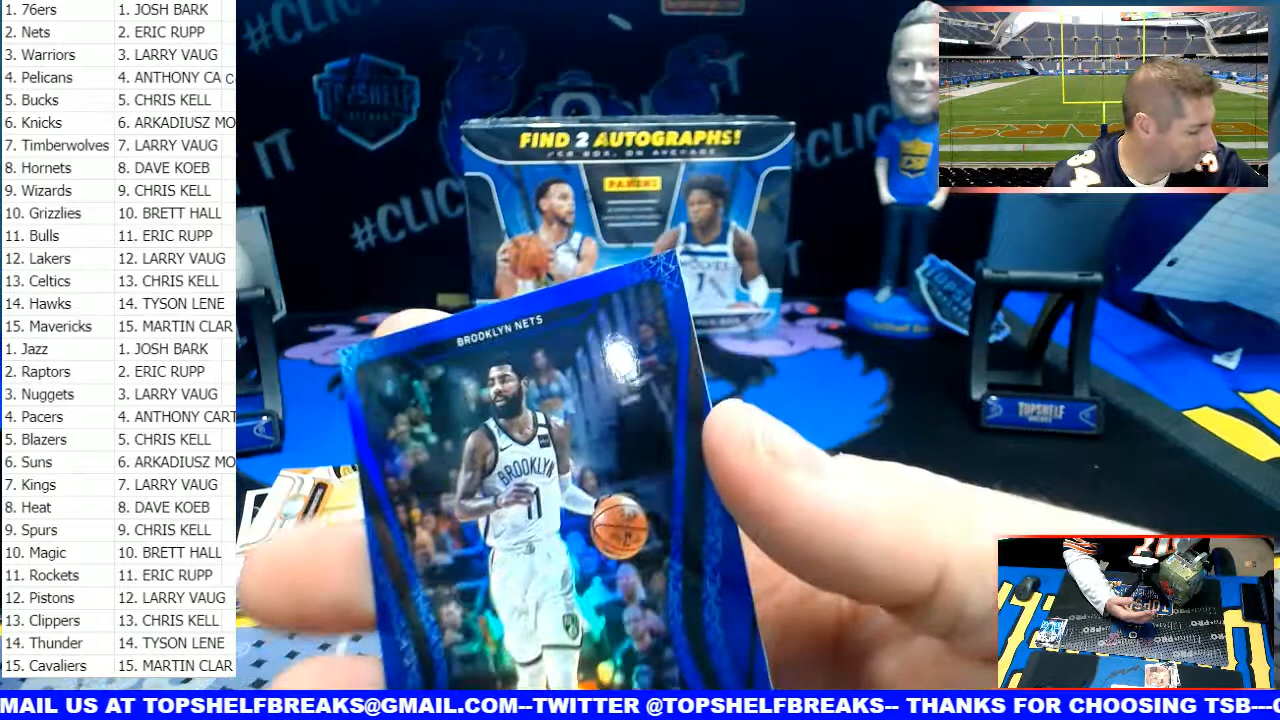 1. 76ers 1. JOSH BARK
2. Nets 2. ERIC RUPP
3. Warriors 3. LARRY VAUG
4. Pelicans 4. ANTHONY CA
5. Bucks 5. CHRIS KELL
6. Knicks 6. ARKADIUSZ MO
7. Timberwolves 7. LARRY VAUG
8. Hornets 8. DAVE KOEB
9. Wizards 9. CHRIS KELL
10. Grizzlies 10. BRETT HALL
11. Bulls 11. ERIC RUPP
12. Lakers 12. LARRY VAUG
13. Celtics 13. CHRIS KELL
14. Hawks 14. TYSON LENE
15. Mavericks 15. MARTIN CLAR
1. Jazz 1. JOSH BARK
2. Raptors 2. ERIC RUPP
3. Nuggets 3. LARRY VAUG
4. Pacers 4. ANTHONY CART
5. Blazers 5. CHRIS KELL
6. Suns 6. ARKADIUSZ MO
7. Kings 7. LARRY VAUG
8. Heat 8. DAVE KOEB
9. Spurs 9. CHRIS KELL
10. Magic 10. BRETT HALL
11. Rockets 11. ERIC RUPP
12. Pistons 12. LARRY VAUG
13. Clippers 13. CHRIS KELL
14. Thunder 14. TYSON LENE
15. Cavaliers 15. MARTIN CLAR
#CLICK
TOPSHELF
IT
#CLIC
FIND 2 AUTOGRAPHS!
PER BOX, ON AVERAGE
PANINI
WOLVES
1
BROOKLYN NETS
BROOKLYN
11
TOPSHELF
TOPSHELF
BREAKS
BEARS
34
MAIL US AT TOPSHELFBREAKS@GMAIL.COM--TWITTER @TOPSHELFBREAKS-- THANKS FOR CHOOSING TSB---